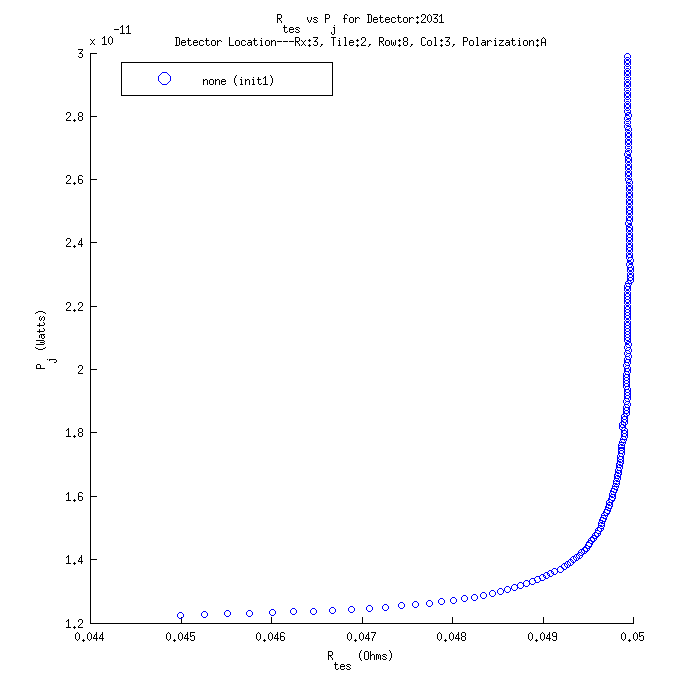 R_tes vs P_j for Detector:2031
Detector Location---Rx:3, Tile:2, Row:8, Col:3, Polarization:A
x 10^-11
3
none (init1)
2.8
2.6
2.4
2.2
2
1.8
1.6
1.4
1.2
P_j (Watts)
0.044 0.045 0.046 0.047 0.048 0.049 0.05
R_tes (Ohms)